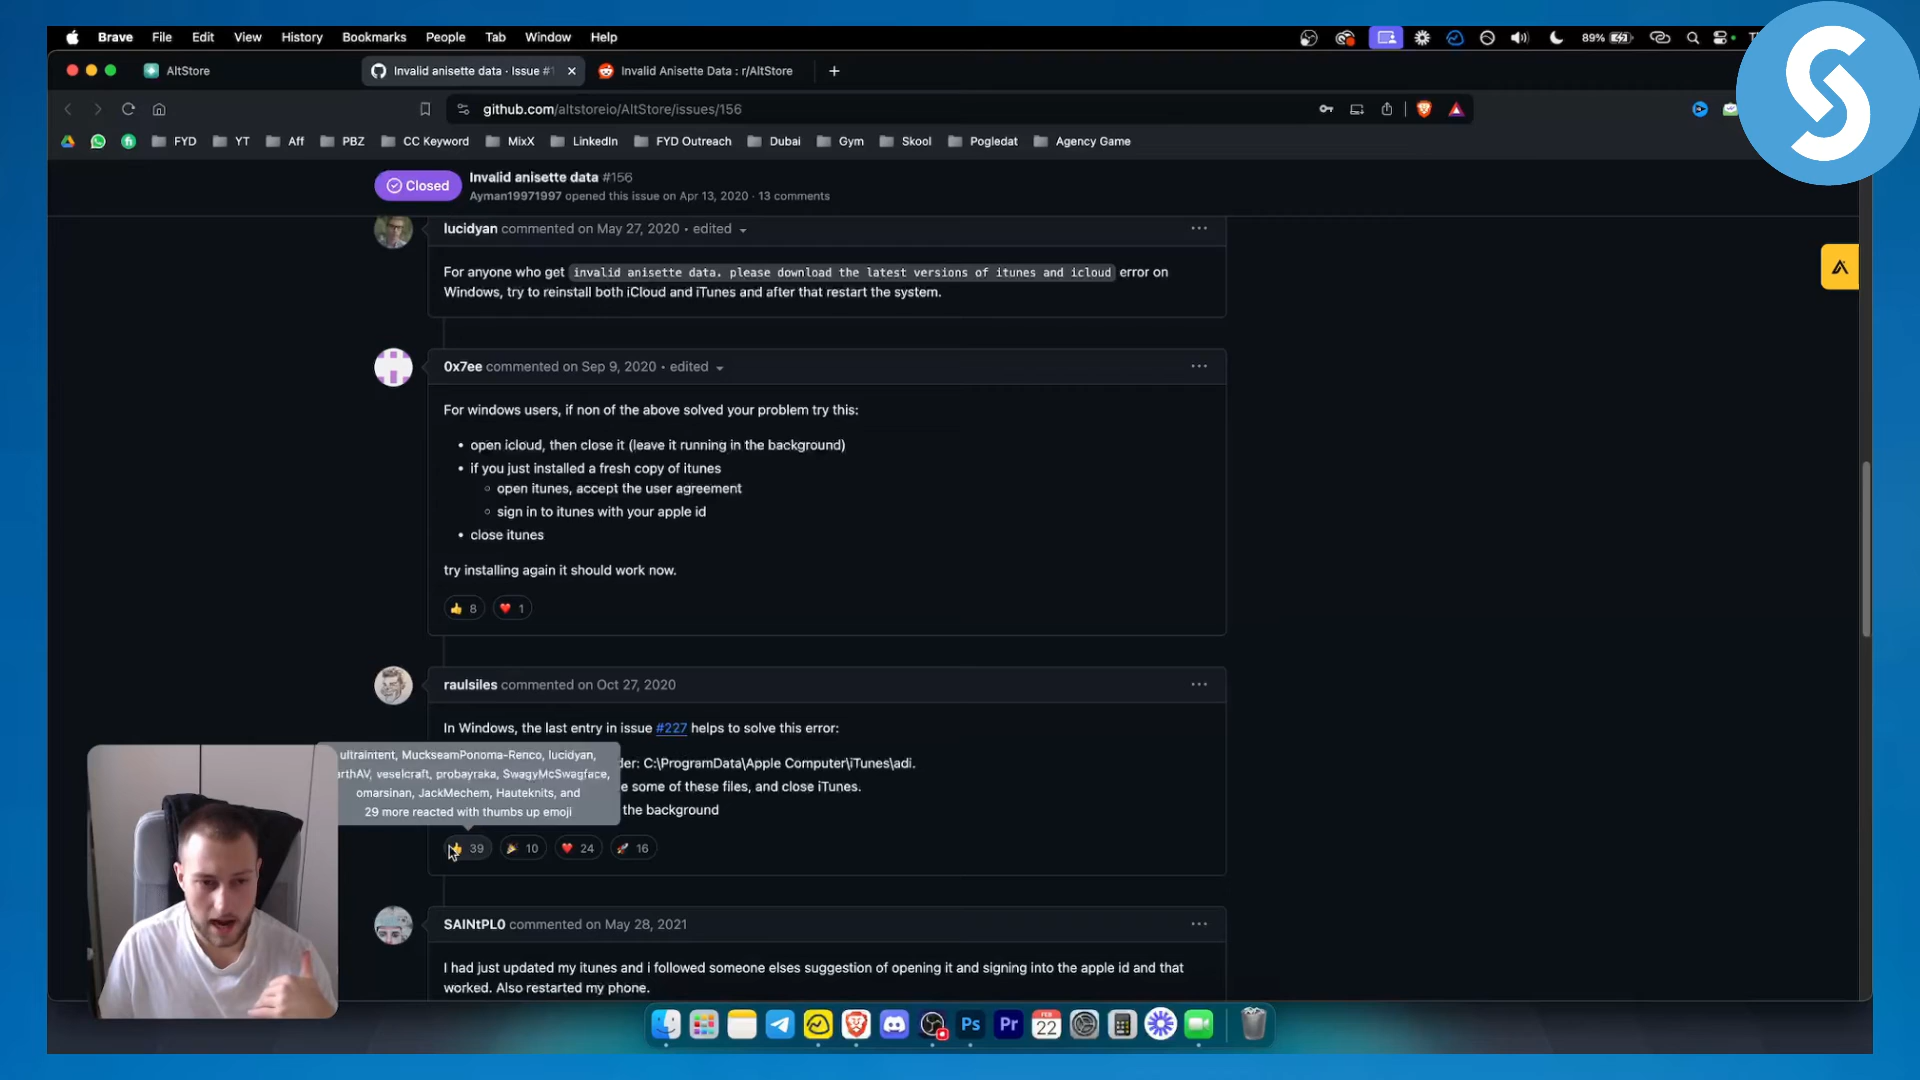 Brave File Edit View History Bookmarks People Tab Window Help 89%
AltStore Invalid anisette data · Issue #1 Invalid Anisette Data : r/AltStore
github.com/altstoreio/AltStore/issues/156
FYD YT Aff PBZ CC Keyword MixX LinkedIn FYD Outreach Dubai Gym Skool Pogledat Agency Game
Closed Invalid anisette data #156
Ayman19971997 opened this issue on Apr 13, 2020 · 13 comments
lucidyan commented on May 27, 2020 • edited
For anyone who get invalid anisette data. please download the latest versions of itunes and icloud error on
Windows, try to reinstall both iCloud and iTunes and after that restart the system.
0x7ee commented on Sep 9, 2020 • edited
For windows users, if non of the above solved your problem try this:
• open icloud, then close it (leave it running in the background)
• if you just installed a fresh copy of itunes
◦ open itunes, accept the user agreement
◦ sign in to itunes with your apple id
• close itunes
try installing again it should work now.
👍 8 ❤️ 1
raulsiles commented on Oct 27, 2020
In Windows, the last entry in issue #227 helps to solve this error:
ultraintent, MuckseamPonoma-Renco, lucidyan,
der: C:\ProgramData\Apple Computer\iTunes\adi.
arthAV, veselcraft, probayraka, SwagyMcSwagface,
e some of these files, and close iTunes.
omarsinan, JackMechem, Hauteknits, and
the background
29 more reacted with thumbs up emoji
👍 39 🎉 10 ❤️ 24 🚀 16
SAINtPL0 commented on May 28, 2021
I had just updated my itunes and i followed someone elses suggestion of opening it and signing into the apple id and that
worked. Also restarted my phone.
Ps Pr FEB 22